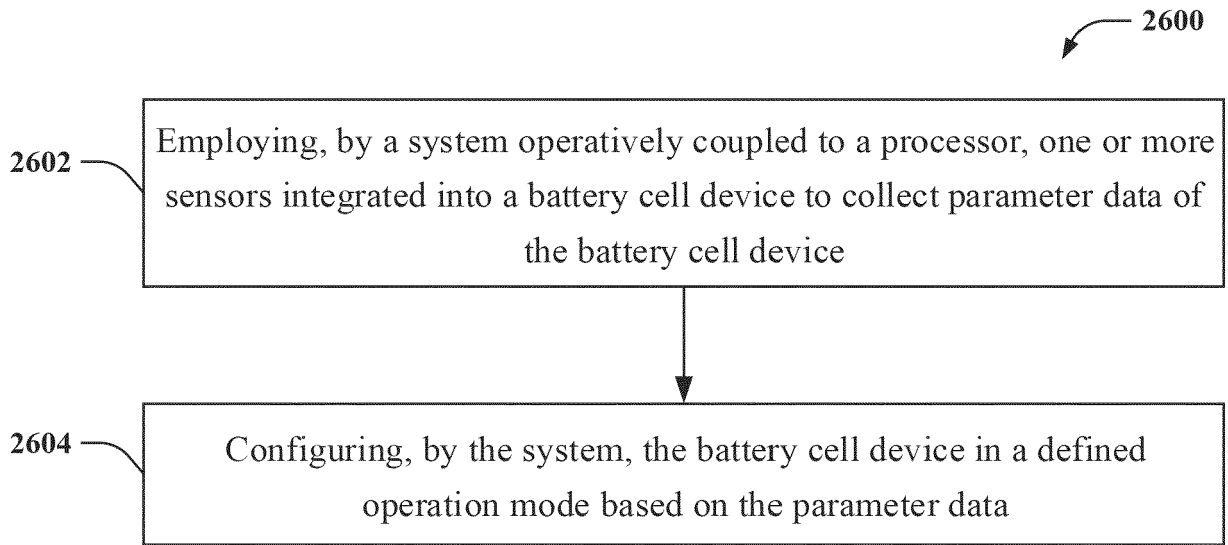 2600
2602
Employing, by a system operatively coupled to a processor, one or more
sensors integrated into a battery cell device to collect parameter data of
the battery cell device
2604
Configuring, by the system, the battery cell device in a defined
operation mode based on the parameter data